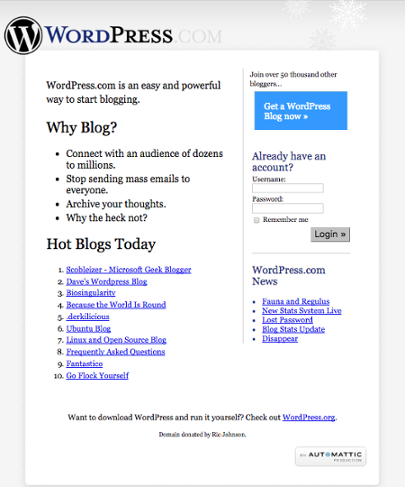 WORDPRESS.COM
WordPress.com is an easy and powerful
way to start blogging.
Why Blog?
• Connect with an audience of dozens
to millions.
• Stop sending mass emails to
everyone.
• Archive your thoughts.
• Why the heck not?
Hot Blogs Today
1. Scobleizer - Microsoft Geek Blogger
2. Dave's Wordpress Blog
3. Biosingularity
4. Because the World Is Round
5. .derkilicious
6. Ubuntu Blog
7. Linux and Open Source Blog
8. Frequently Asked Questions
9. Fantastico
10. Go Flock Yourself
Join over 50 thousand other
bloggers...
Get a WordPress
Blog now »
Already have an
account?
Username:
Password:
Remember me
Login »
WordPress.com
News
• Fauna and Regulus
• New Stats System Live
• Lost Password
• Blog Stats Update
• Disappear
Want to download WordPress and run it yourself? Check out WordPress.org.
Domain donated by Ric Johnson.
AN AUTOMATTIC
PRODUCTION